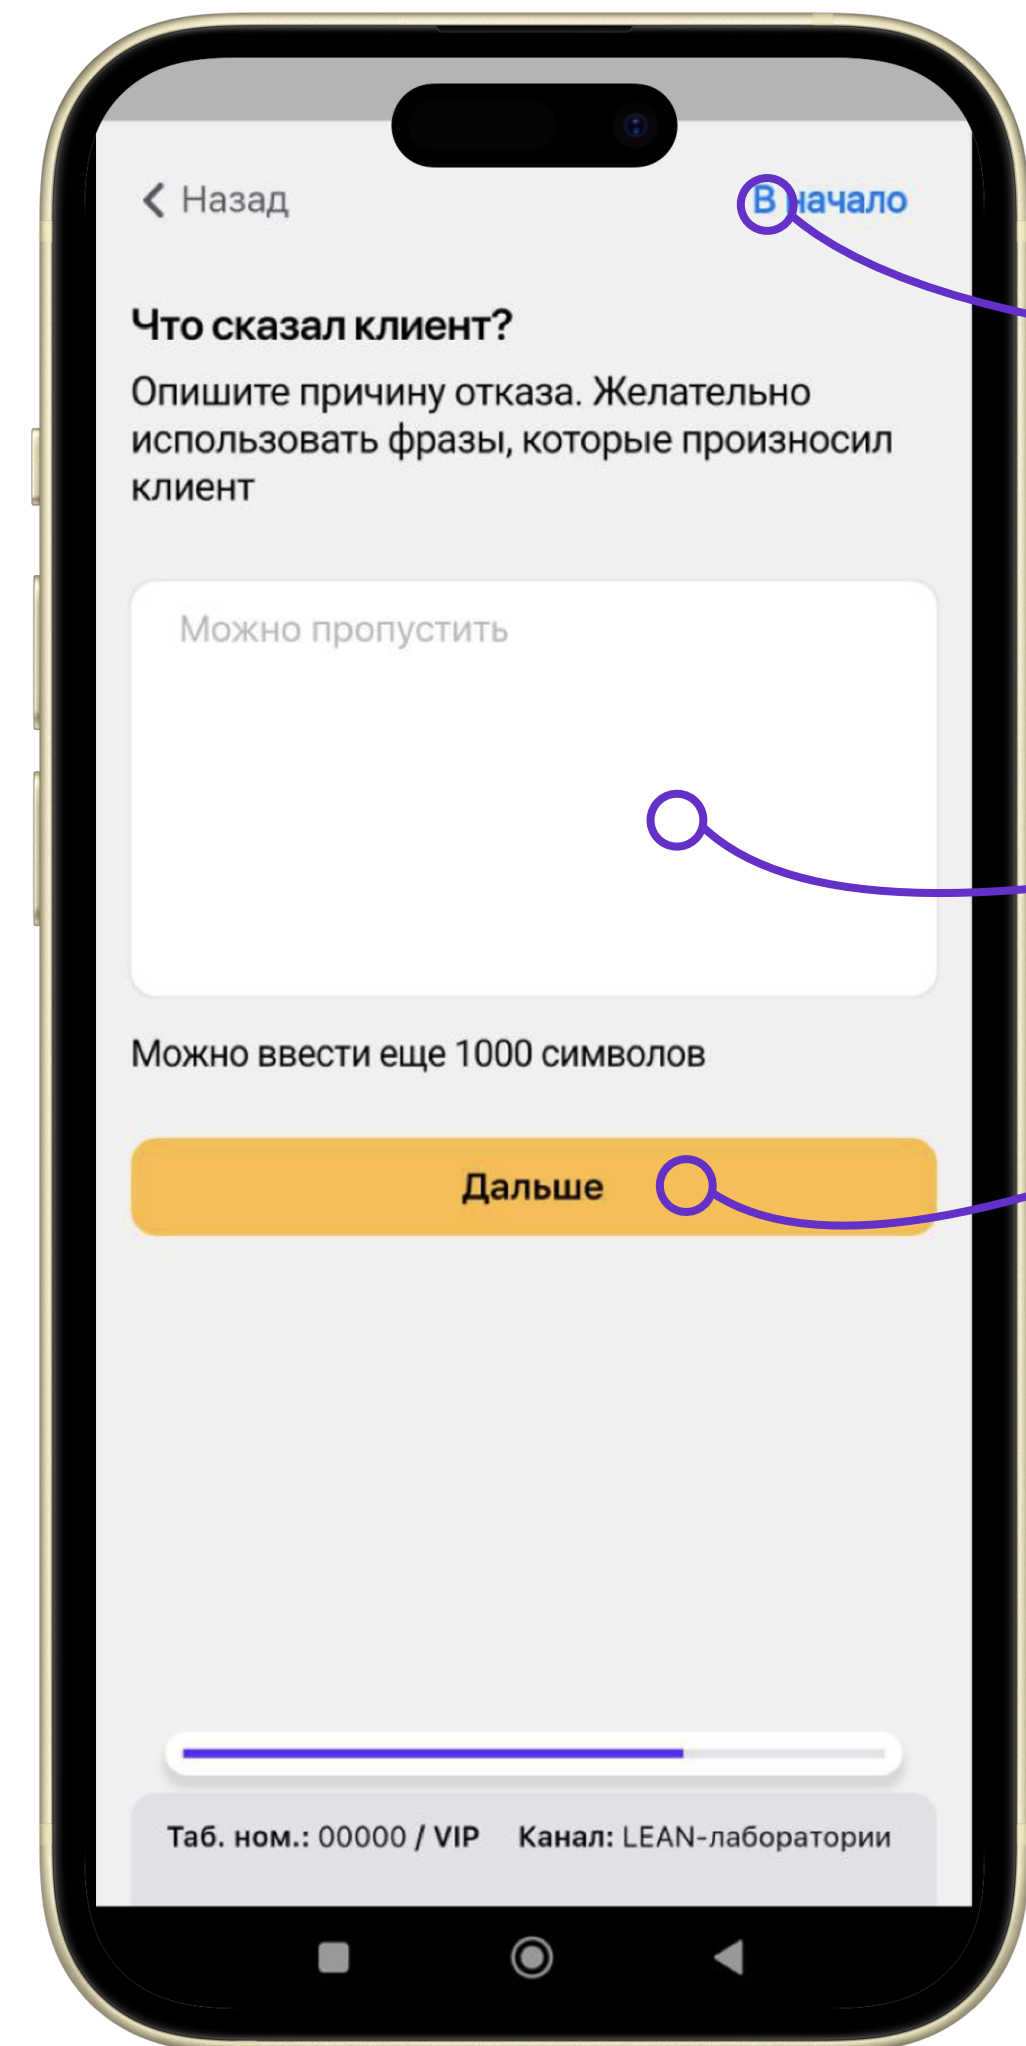 Назад
В начало
Что сказал клиент?
Опишите причину отказа. Желательно
использовать фразы, которые произносил
клиент
Можно пропустить
Можно ввести еще 1000 символов
Дальше
Таб. ном.: 00000 / VIP Канал: LEAN-лаборатории